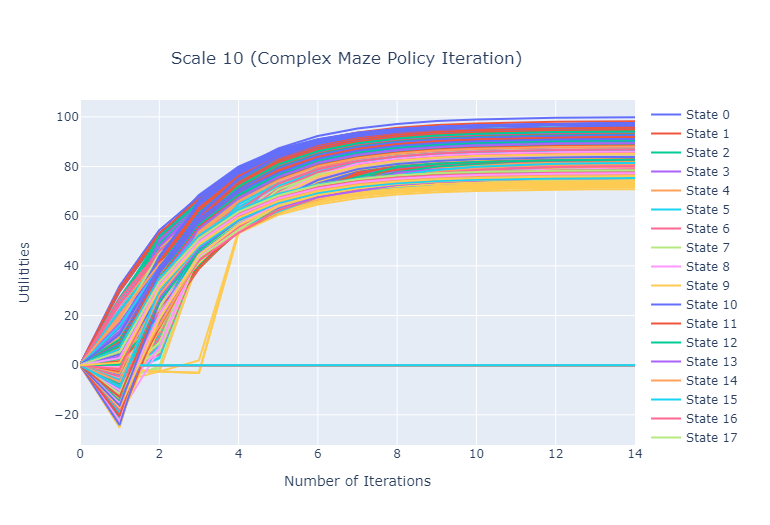 Scale 10 (Complex Maze Policy Iteration)
100
80
60
40
20
0
−20
0 2 4 6 8 10 12 14
Utilitities
Number of Iterations
State 0
State 1
State 2
State 3
State 4
State 5
State 6
State 7
State 8
State 9
State 10
State 11
State 12
State 13
State 14
State 15
State 16
State 17